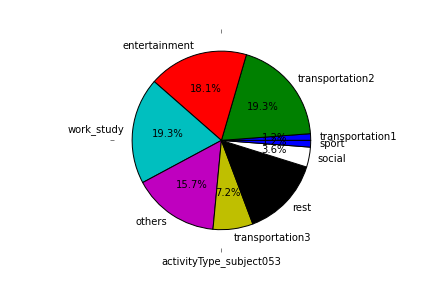 entertainment
transportation2
18.1%
19.3%
work_study
19.3%
transportation1
sport
3.6%
social
15.7%
7.2%
rest
others
transportation3
activityType_subject053